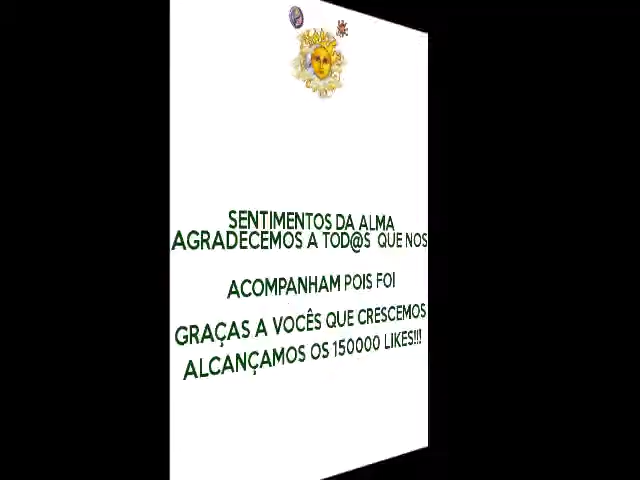 SENTIMENTOS DA ALMA
AGRADECEMOS A TOD@S QUE NOS
ACOMPANHAM POIS FOI
GRAÇAS A VOCÊS QUE CRESCEMOS
ALCANÇAMOS OS 150000 LIKES!!!